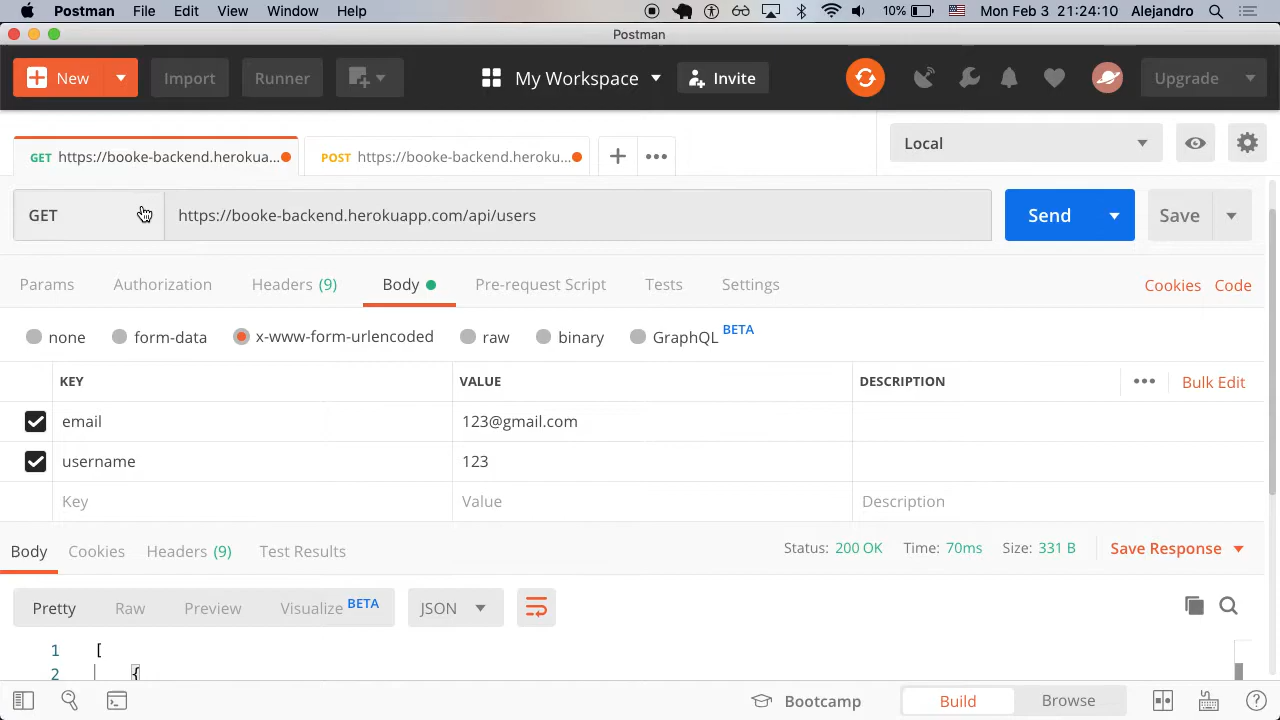 Postman File Edit View Window Help 10% Mon Feb 3 21:24:10 Alejandro
Postman
New Import Runner My Workspace Invite Upgrade
GET https://booke-backend.herokua... POST https://booke-backend.heroku... Local
GET https://booke-backend.herokuapp.com/api/users Send Save
Params Authorization Headers (9) Body Pre-request Script Tests Settings Cookies Code
none form-data x-www-form-urlencoded raw binary GraphQL BETA
KEY VALUE DESCRIPTION Bulk Edit
email 123@gmail.com
username 123
Key Value Description
Body Cookies Headers (9) Test Results Status: 200 OK Time: 70ms Size: 331 B Save Response
Pretty Raw Preview Visualize BETA JSON
1 [
2 {
Bootcamp Build Browse